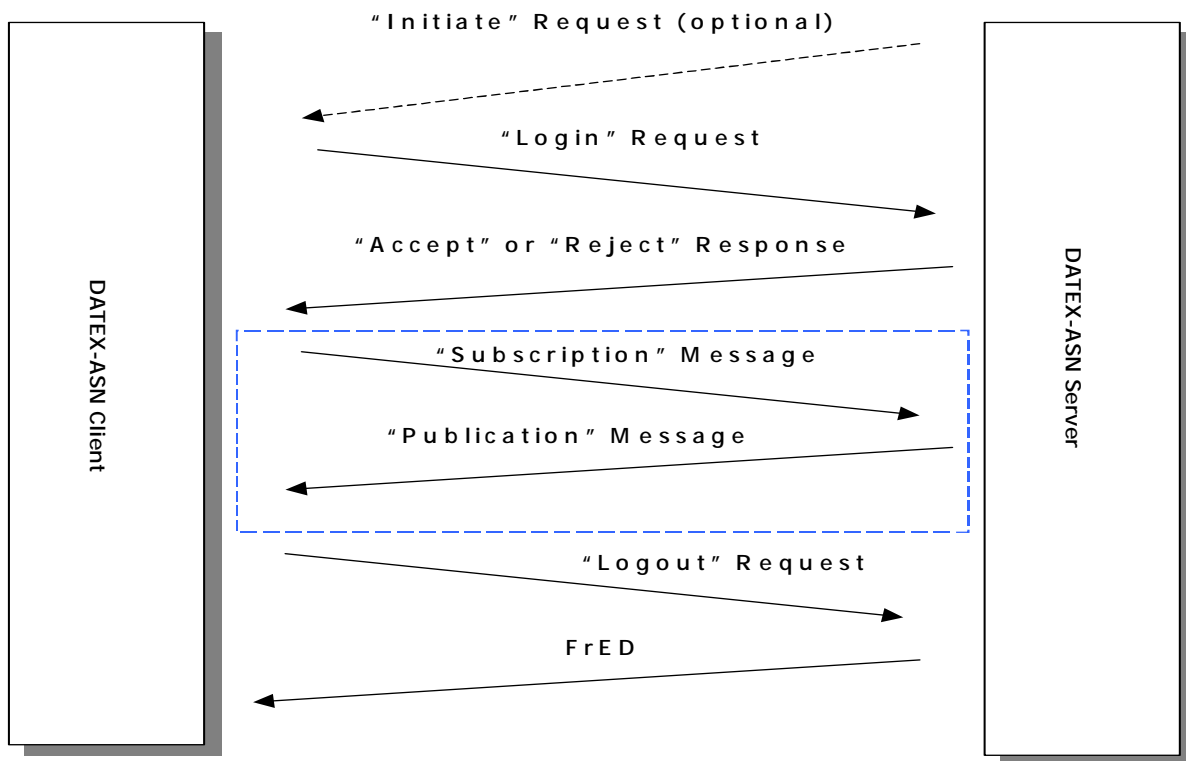 “Initiate” Request (optional)
“Login” Request
“Accept” or “Reject” Response
DATEX-ASN Client
DATEX-ASN Server
“Subscription” Message
“Publication” Message
“Logout” Request
FrED